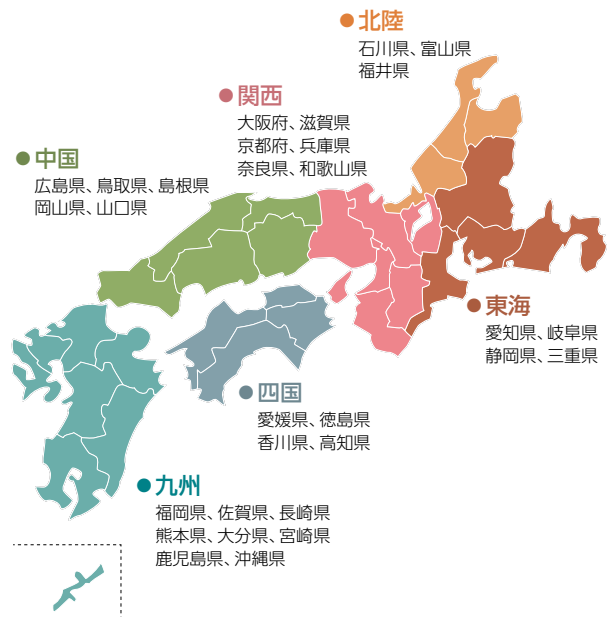 ●北陸
石川県、富山県
福井県
●関西
大阪府、滋賀県
京都府、兵庫県
奈良県、和歌山県
●中国
広島県、鳥取県、島根県
岡山県、山口県
●東海
愛知県、岐阜県
静岡県、三重県
●四国
愛媛県、徳島県
香川県、高知県
●九州
福岡県、佐賀県、長崎県
熊本県、大分県、宮崎県
鹿児島県、沖縄県